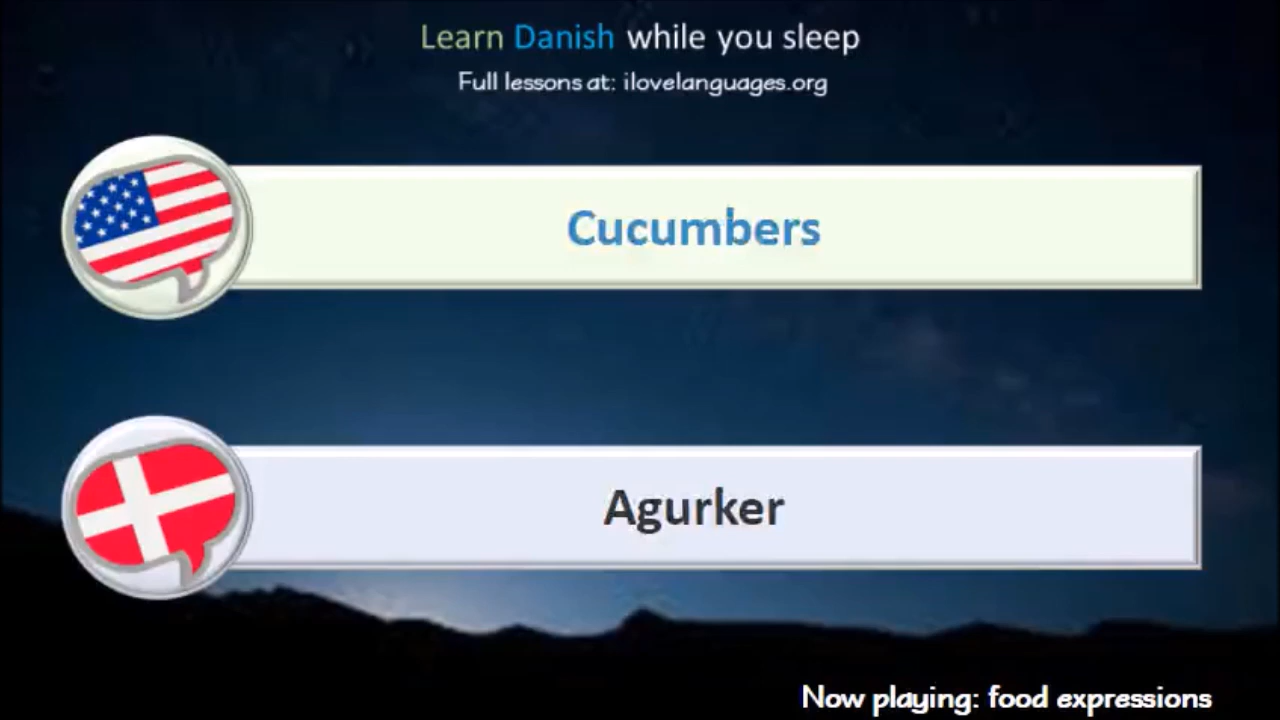 Learn Danish while you sleep
Full lessons at: ilovelanguages.org
Cucumbers
Agurker
Now playing: food expressions